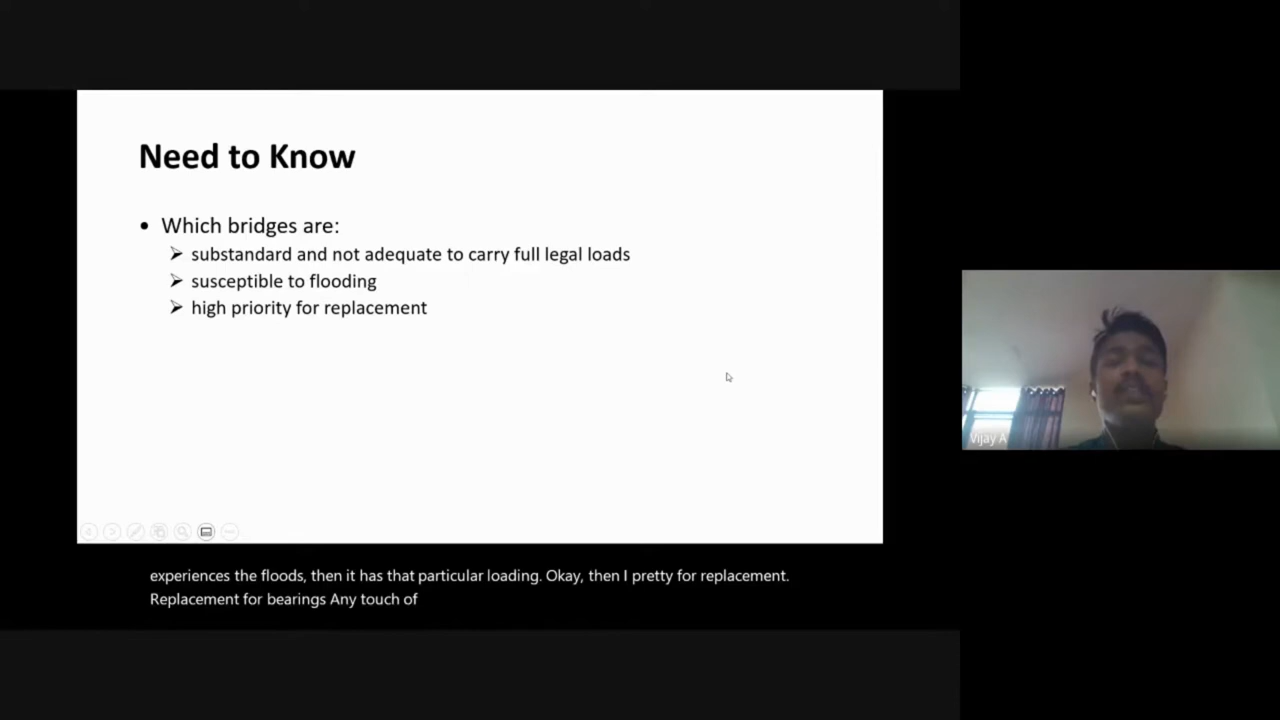 Need to Know
• Which bridges are:
➢ substandard and not adequate to carry full legal loads
➢ susceptible to flooding
➢ high priority for replacement
Vijay A
experiences the floods, then it has that particular loading. Okay, then I pretty for replacement.
Replacement for bearings Any touch of